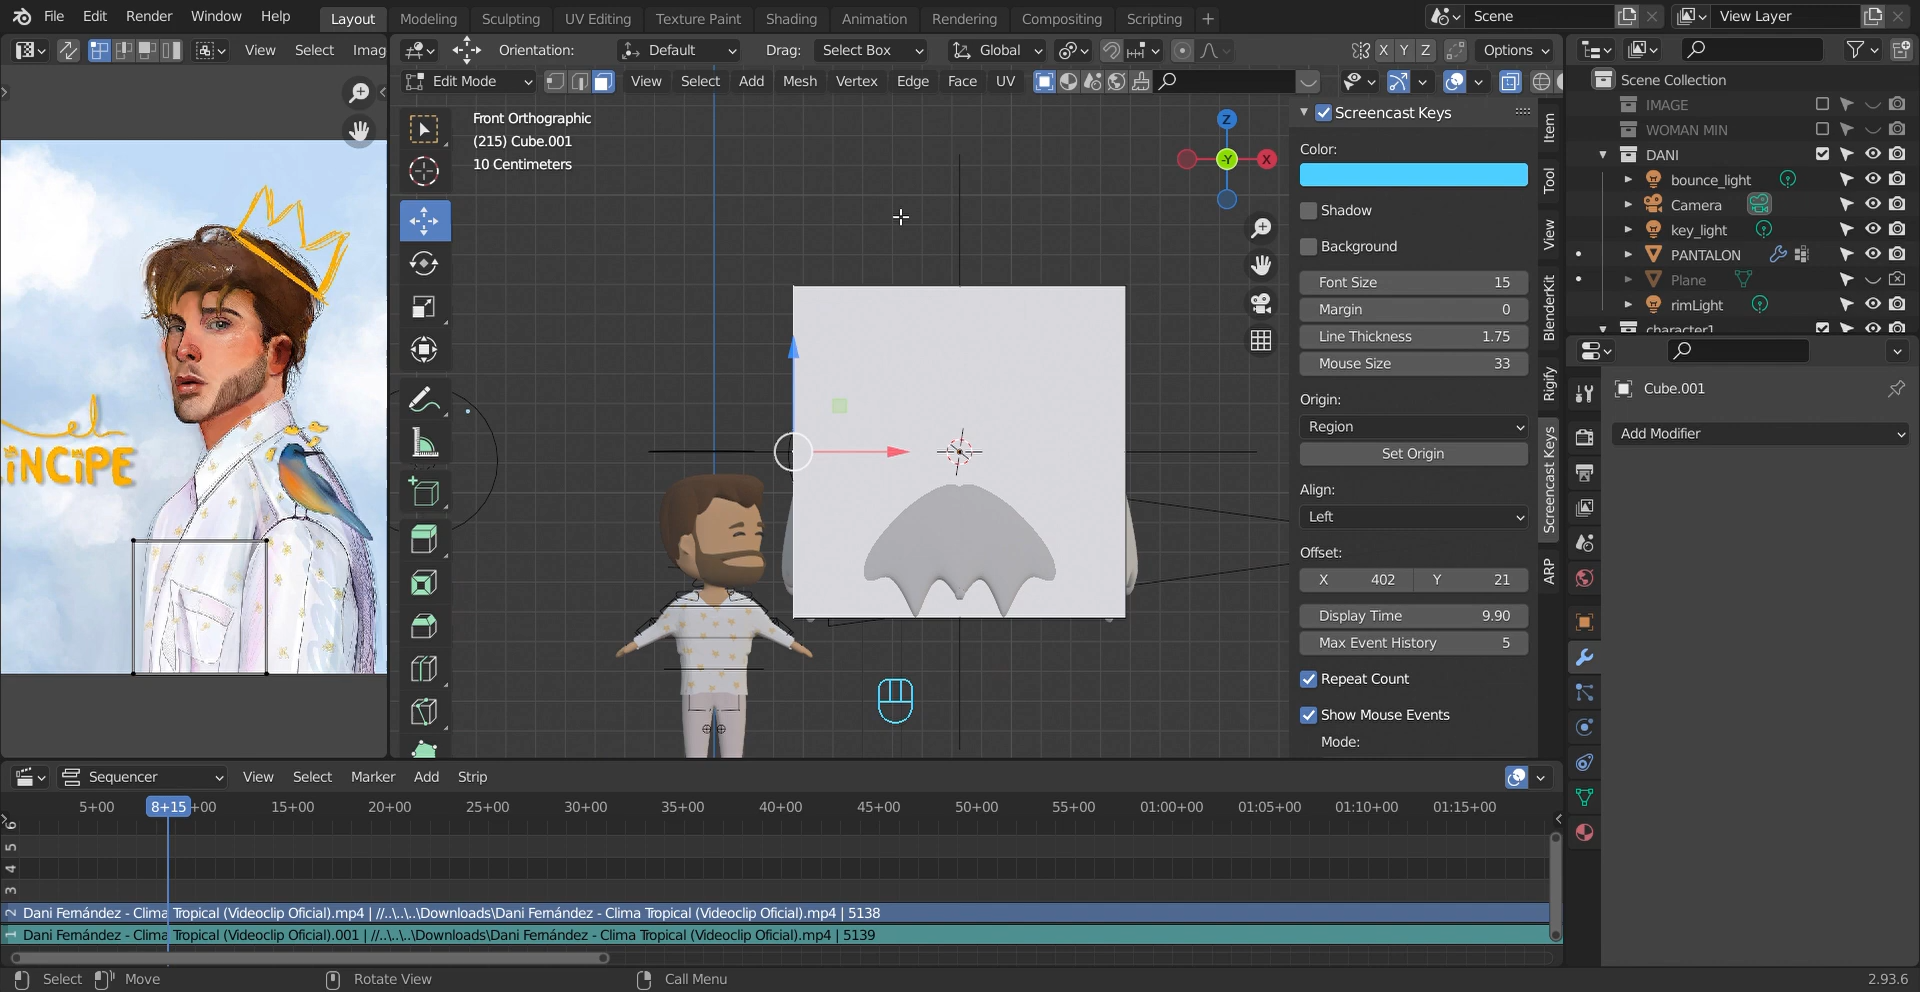 File Edit Render Window Help Layout Modeling Sculpting UV Editing Texture Paint Shading Animation Rendering Compositing Scripting Scene View Layer
View Select Imag Orientation: Default Drag: Select Box Global X Y Z Options
Edit Mode View Select Add Mesh Vertex Edge Face UV
Front Orthographic
(215) Cube.001
10 Centimeters
Z
-Y
X
Screencast Keys
Color:
Shadow
Background
Font Size 15
Margin 0
Line Thickness 1.75
Mouse Size 33
Origin:
Region
Set Origin
Align:
Left
Offset:
X 402 Y 21
Display Time 9.90
Max Event History 5
Repeat Count
Show Mouse Events
Mode:
Item
Tool
View
BlenderKit
Rigify
Screencast Keys
ARP
Scene Collection
IMAGE
WOMAN MIN
DANI
bounce_light
Camera
key_light
PANTALON
Plane
rimLight
character1
Cube.001
Add Modifier
el
iNCiPE
Sequencer View Select Marker Add Strip
5+00 8+15 +00 15+00 20+00 25+00 30+00 35+00 40+00 45+00 50+00 55+00 01:00+00 01:05+00 01:10+00 01:15+00
6
5
4
3
2 Dani Fernández - Clima Tropical (Videoclip Oficial).mp4 | //..\..\..\Downloads\Dani Fernández - Clima Tropical (Videoclip Oficial).mp4 | 5138
1 Dani Fernández - Clima Tropical (Videoclip Oficial).001 | //..\..\..\Downloads\Dani Fernández - Clima Tropical (Videoclip Oficial).mp4 | 5139
Select Move Rotate View Call Menu 2.93.6